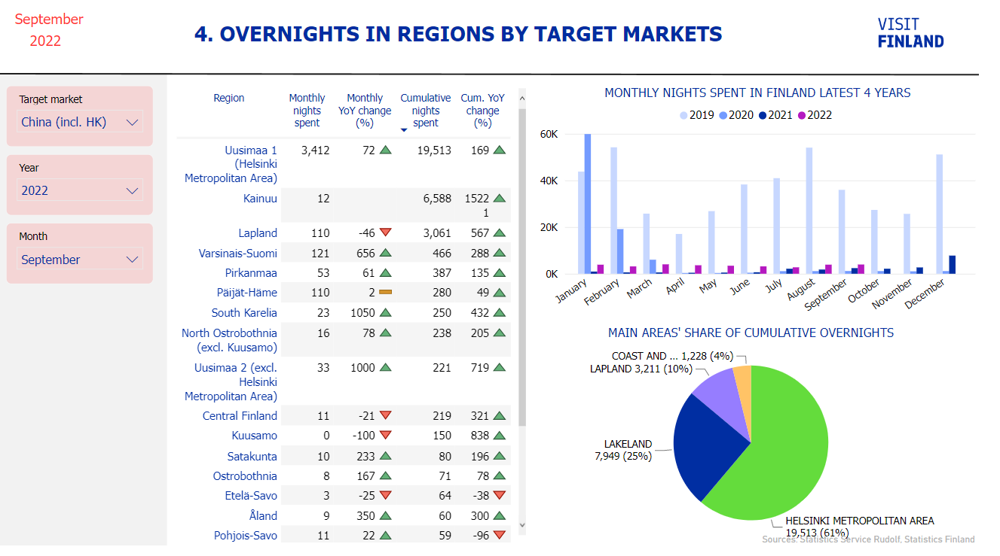 September
2022
4. OVERNIGHTS IN REGIONS BY TARGET MARKETS
VISIT
FINLAND
Target market
China (incl. HK)
Year
2022
Month
September
Region Monthly nights spent Monthly YoY change (%) Cumulative nights spent Cum. YoY change (%)
Uusimaa 1 (Helsinki Metropolitan Area) 3,412 72 19,513 169
Kainuu 12 6,588 15221
Lapland 110 -46 3,061 567
Varsinais-Suomi 121 656 466 288
Pirkanmaa 53 61 387 135
Päijät-Häme 110 2 280 49
South Karelia 23 1050 250 432
North Ostrobothnia (excl. Kuusamo) 16 78 238 205
Uusimaa 2 (excl. Helsinki Metropolitan Area) 33 1000 221 719
Central Finland 11 -21 219 321
Kuusamo 0 -100 150 838
Satakunta 10 233 80 196
Ostrobothnia 8 167 71 78
Etelä-Savo 3 -25 64 -38
Åland 9 350 60 300
Pohjois-Savo 11 22 59 -96
MONTHLY NIGHTS SPENT IN FINLAND LATEST 4 YEARS
2019 2020 2021 2022
60K
40K
20K
0K
January February March April May June July August September October November December
MAIN AREAS' SHARE OF CUMULATIVE OVERNIGHTS
COAST AND ... 1,228 (4%)
LAPLAND 3,211 (10%)
LAKELAND
7,949 (25%)
HELSINKI METROPOLITAN AREA
19,513 (61%)
Sources: Statistics Service Rudolf, Statistics Finland